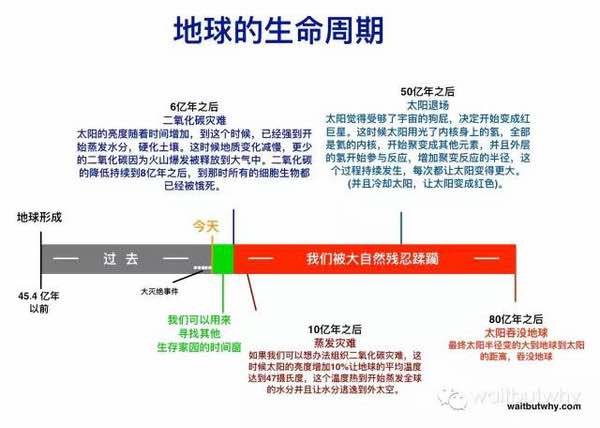 地球的生命周期
6亿年之后
二氧化碳灾难
太阳的亮度随着时间增加，到这个时候，已经强到开
始蒸发水分，硬化土壤。这时候地质变化减慢，更少
的二氧化碳因为火山爆发被释放到大气中。二氧化碳
的降低持续到8亿年之后，到那时所有的细胞生物都
已经被饿死。
50亿年之后
太阳退场
太阳觉得受够了宇宙的狗屁，决定开始变成红
巨星。这时候太阳用光了内核身上的氢，全部
是氦的内核，开始聚变成其他元素，并且外层
的氢开始参与反应，增加聚变反应的半径，这
个过程持续发生，每次都让太阳变得更大。
(并且冷却太阳，让太阳变成红色)。
地球形成
今天
过去
我们被大自然残忍蹂躏
45.4 亿年
以前
大灭绝事件
我们可以用来
寻找其他
生存家园的时间窗
10亿年之后
蒸发灾难
如果我们可以想办法组织二氧化碳灾难，这
时候太阳的亮度增加10%让地球的平均温度
达到47摄氏度，这个温度热到开始蒸发全球
的水分并且让水分逃逸到外太空。
80亿年之后
太阳吞没地球
最终太阳半径变的大到地球到太阳
的距离，吞没地球
waitbutwhy
waitbutwhy.com